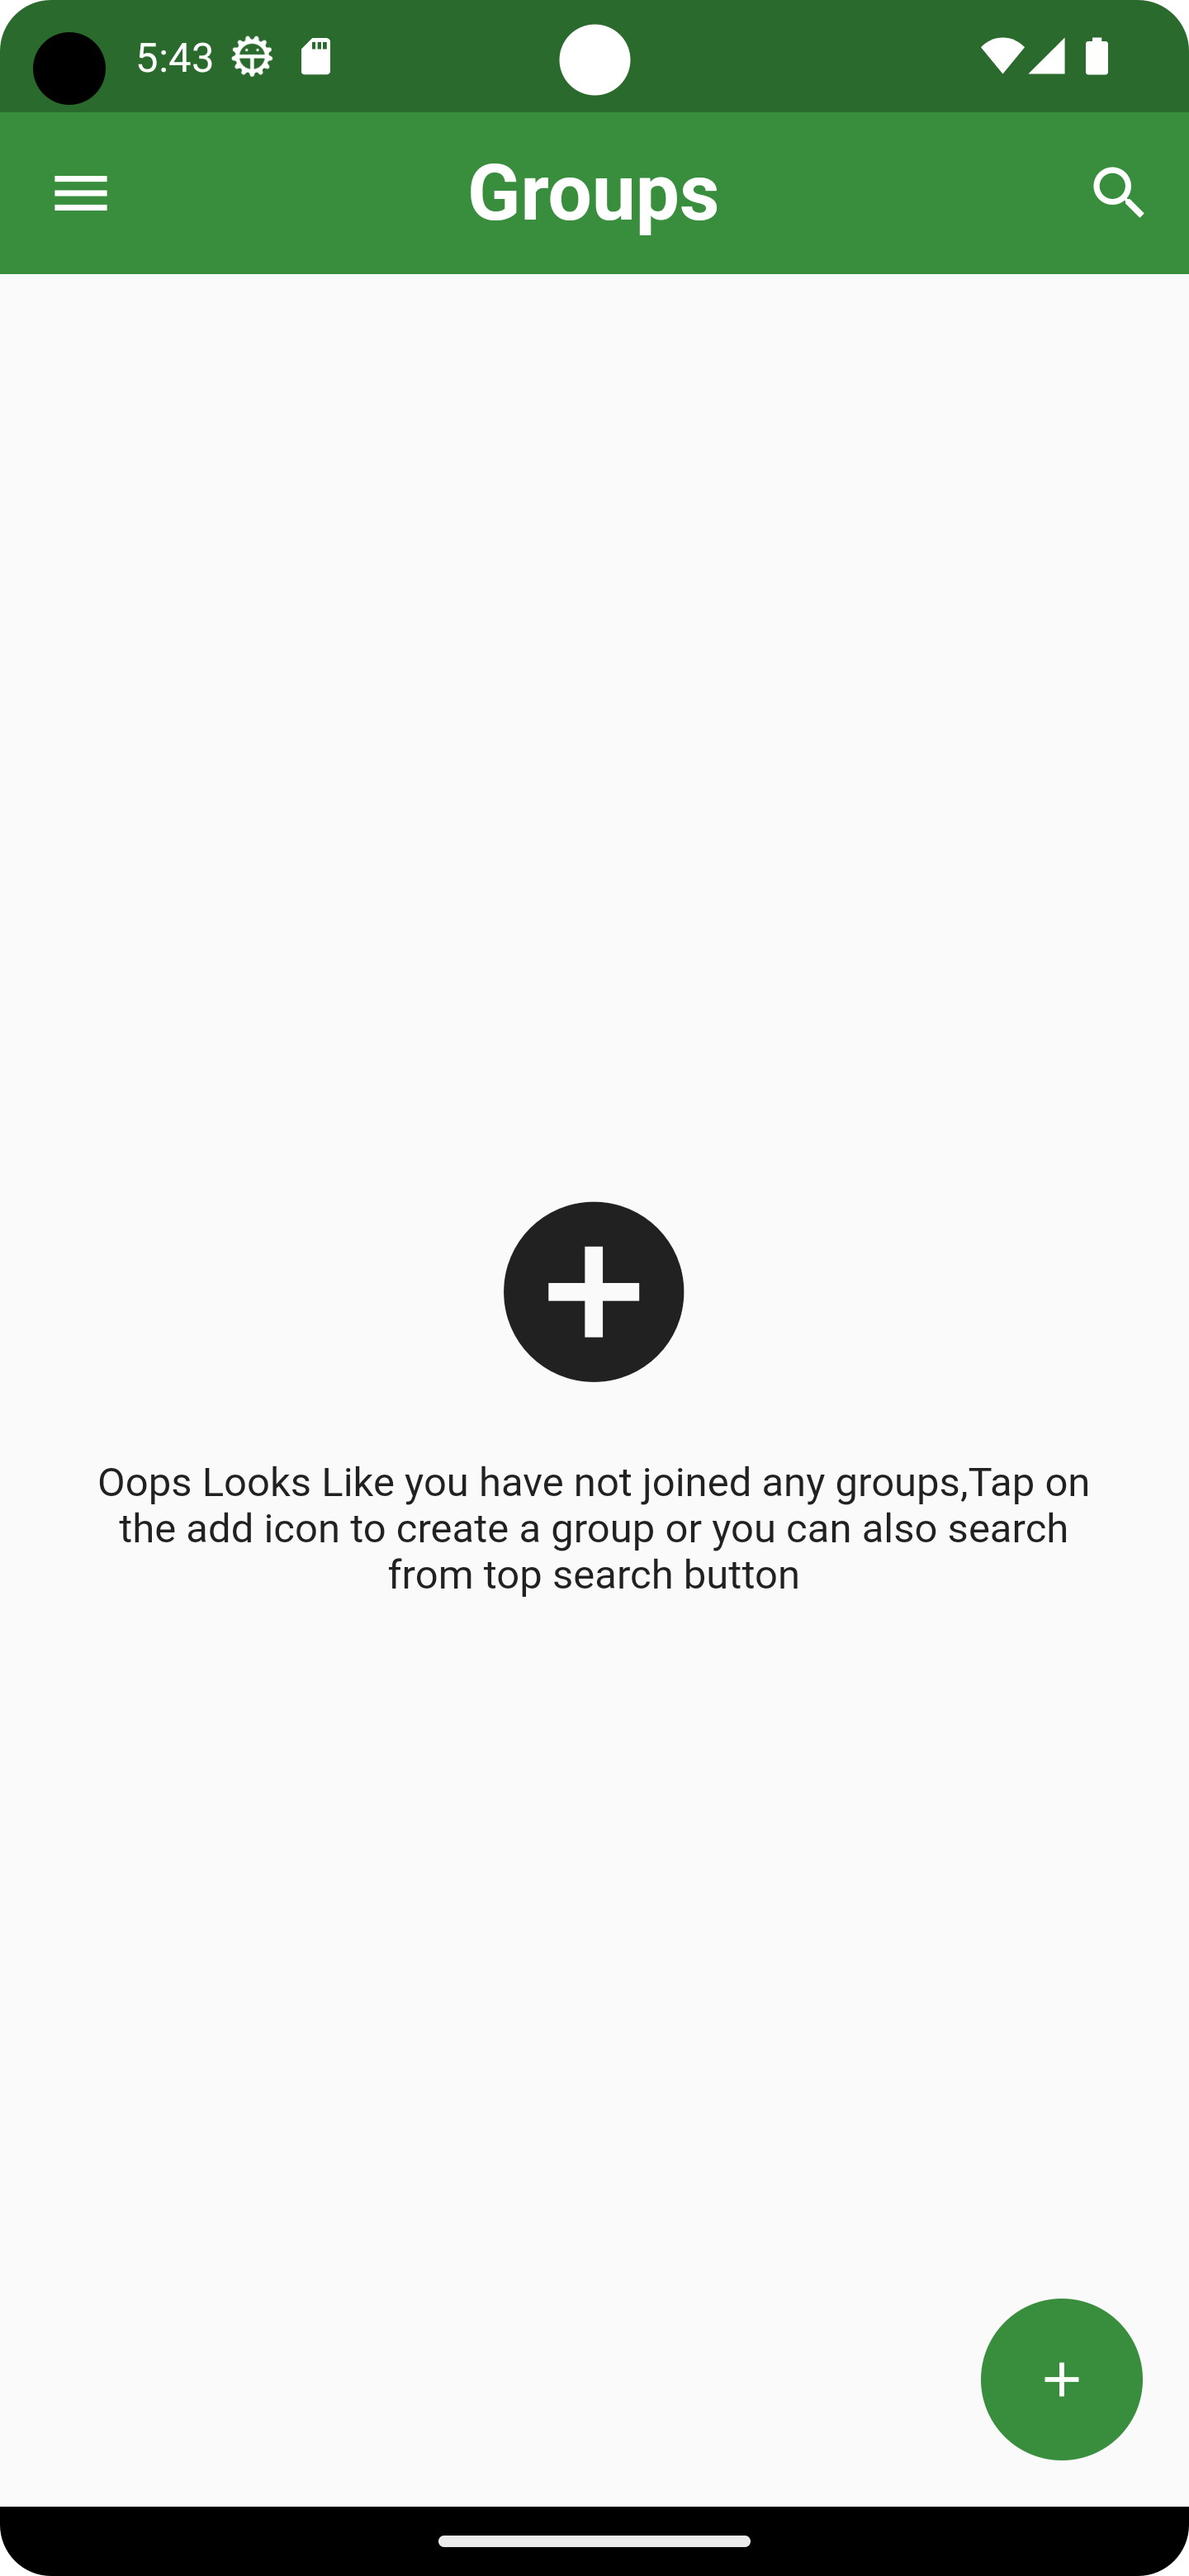 5:43
Groups
Oops Looks Like you have not joined any groups,Tap on
the add icon to create a group or you can also search
from top search button